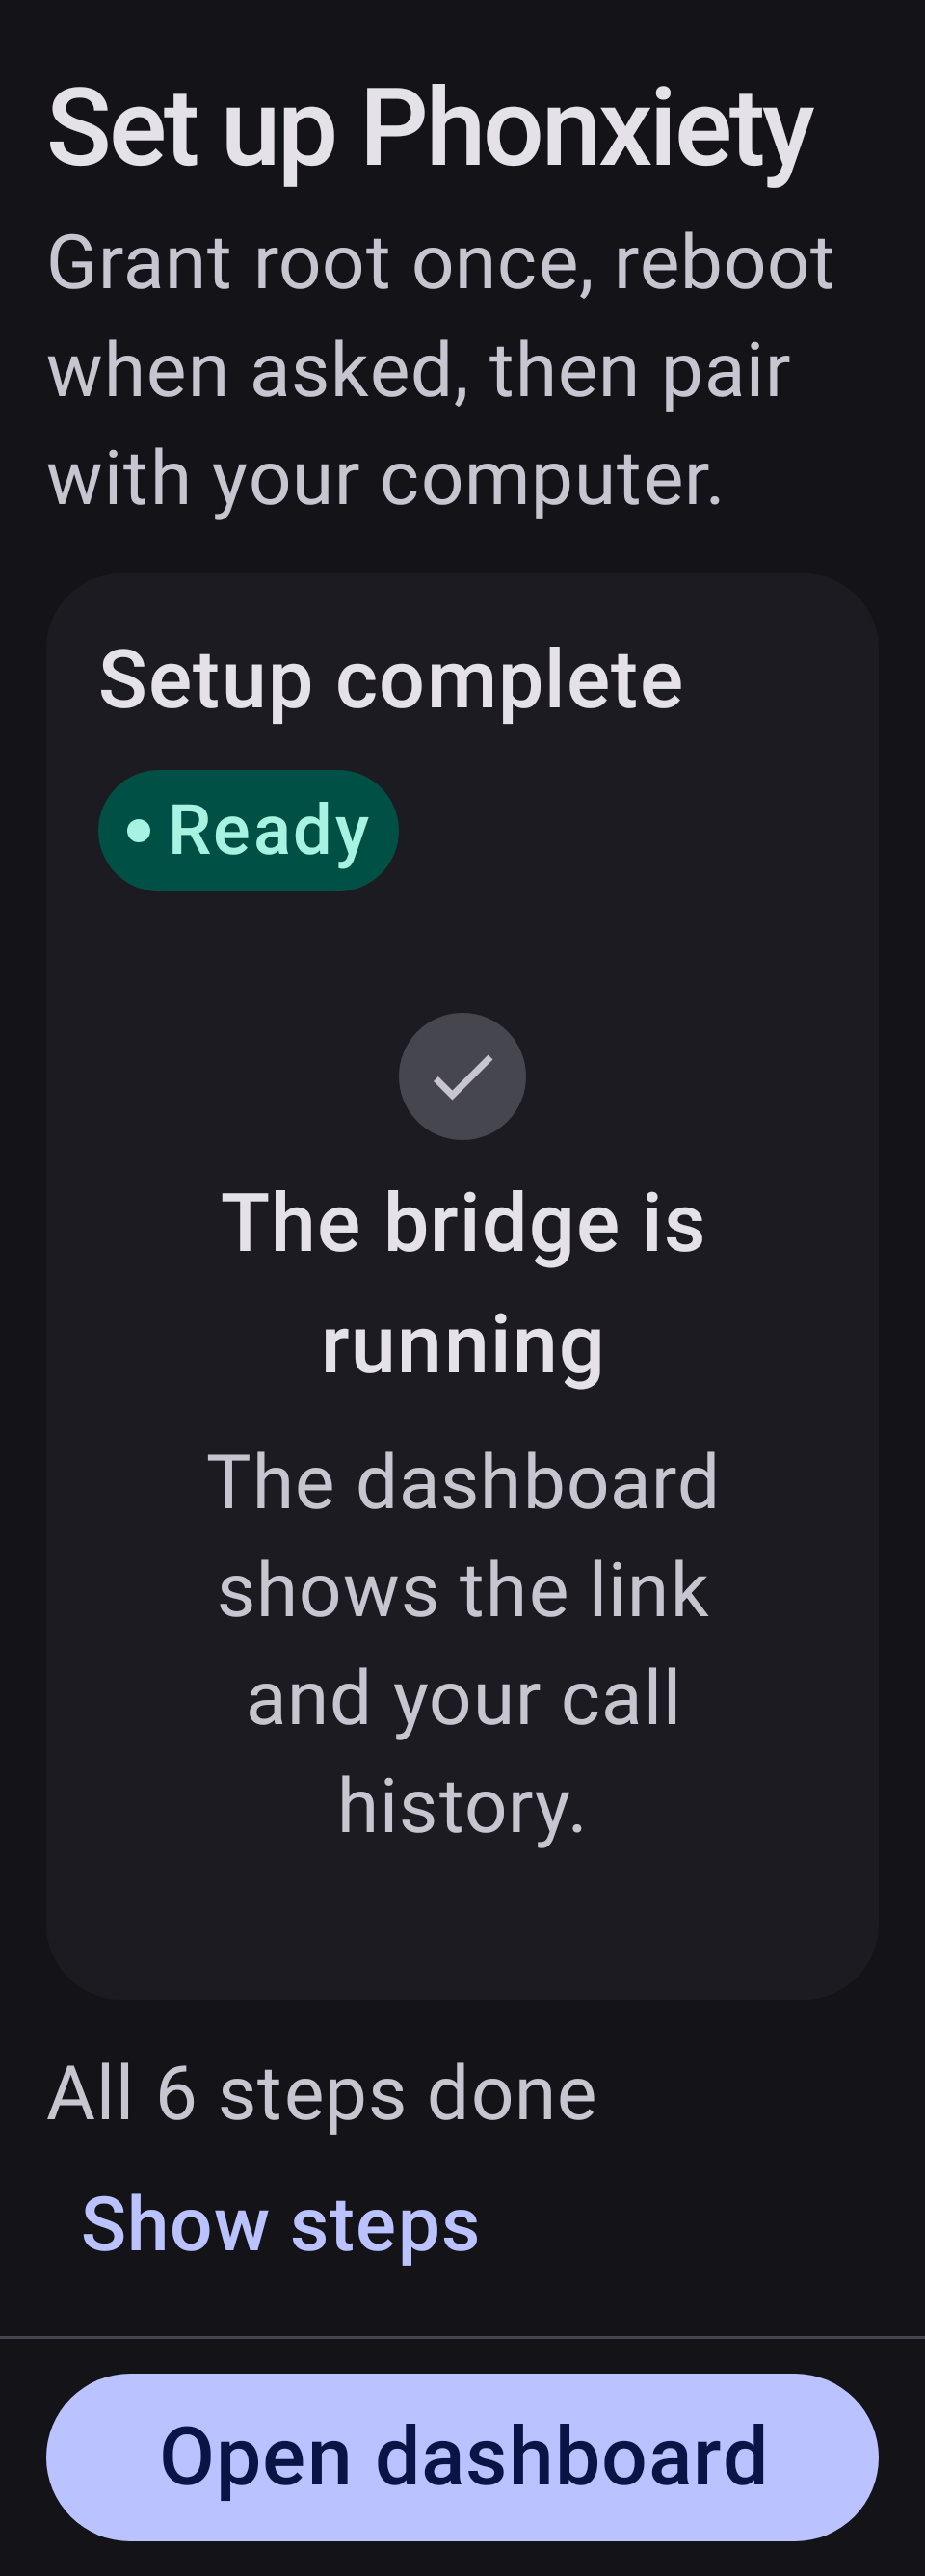 Set up Phonxiety
Grant root once, reboot
when asked, then pair
with your computer.
Setup complete
Ready
The bridge is
running
The dashboard
shows the link
and your call
history.
All 6 steps done
Show steps
Open dashboard